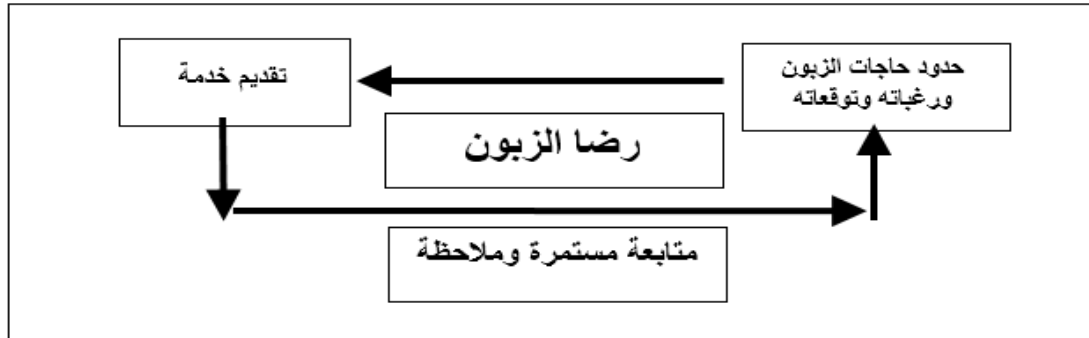 حدود حاجات الزبون
ورغباته وتوقعاته
تقديم خدمة
رضا الزبون
متابعة مستمرة وملاحظة